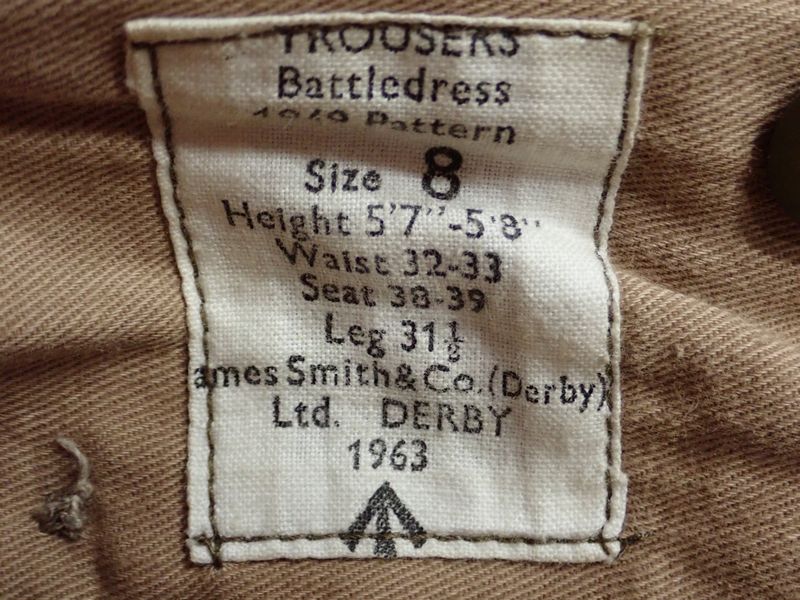 TROUSERS
Battledress
1949 Pattern
Size 8
Height 5'7"-5'8"
Waist 32-33
Seat 38-39
Leg 31⅛
ames Smith & Co. (Derby)
Ltd. DERBY
1963